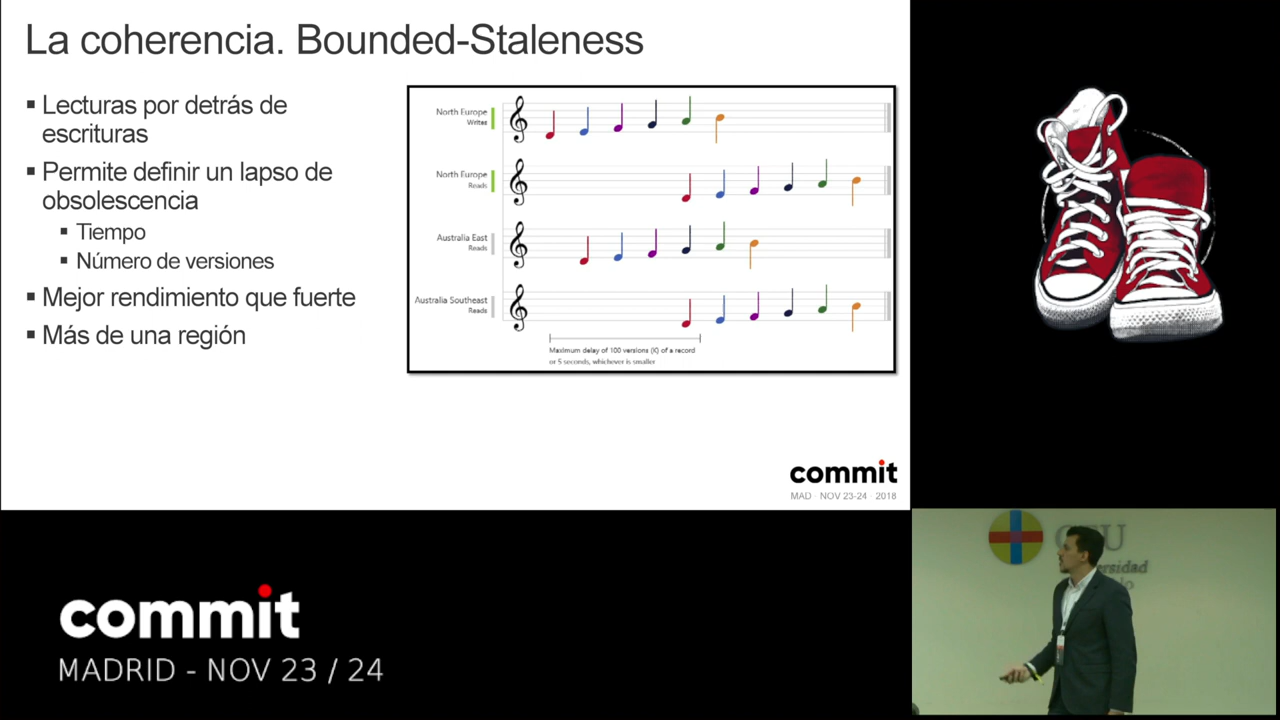 La coherencia. Bounded-Staleness
▪ Lecturas por detrás de
escrituras
▪ Permite definir un lapso de
obsolescencia
▪ Tiempo
▪ Número de versiones
▪ Mejor rendimiento que fuerte
▪ Más de una región
North Europe
Writes
North Europe
Reads
Australia East
Reads
Australia Southeast
Reads
Maximum delay of 100 versions (K) of a record
or 5 seconds, whichever is smaller
commit
MAD · NOV 23-24 · 2018
commit
MADRID - NOV 23 / 24